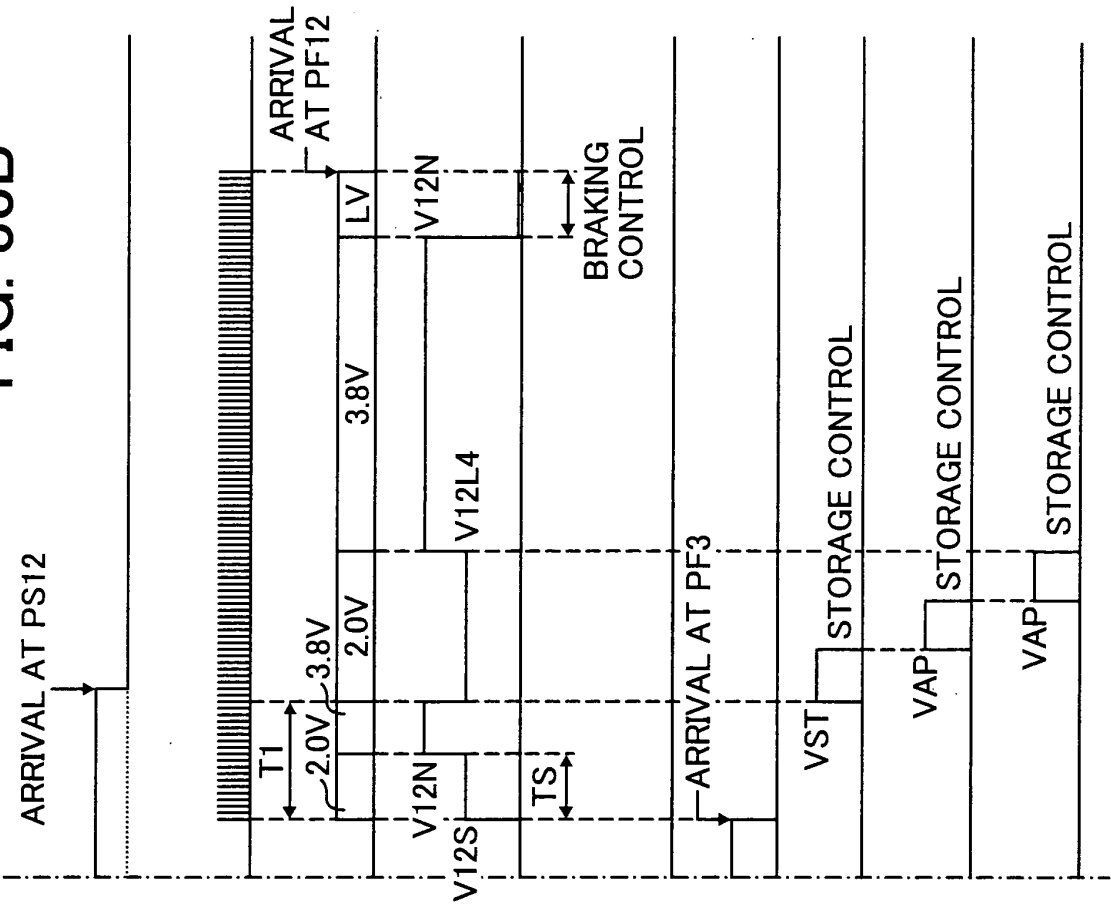 FIG.
ARRIVAL AT PS12
ARRIVAL
AT PF12
T1
2.0V
3.8V
2.0V
3.8V
LV
V12S
V12N
V12L4
V12N
TS
BRAKING
CONTROL
ARRIVAL AT PF3
VST
STORAGE CONTROL
VAP
STORAGE CONTROL
VAP
STORAGE CONTROL